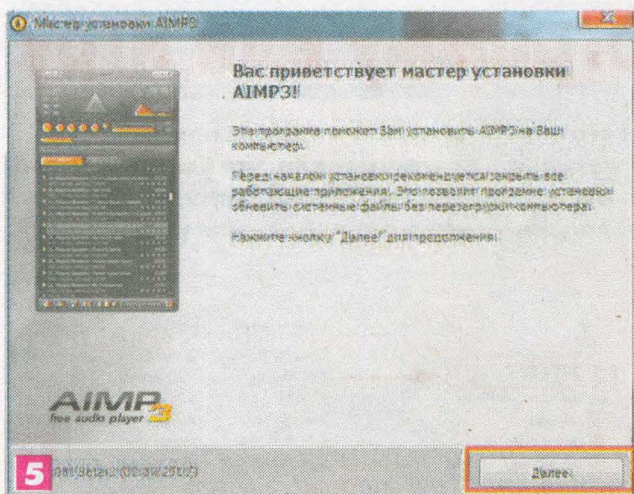 Мастер установки AIMP3
Вас приветствует мастер установки
AIMP3!
Эта программа поможет Вам установить AIMP3 на Ваш
компьютер.
Перед началом установки рекомендуется закрыть все
работающие приложения. Это позволит программе установки
обновить системные файлы без перезагрузки компьютера.
Нажмите кнопку "Далее" для продолжения.
AIMP3
free audio player
5
Далее